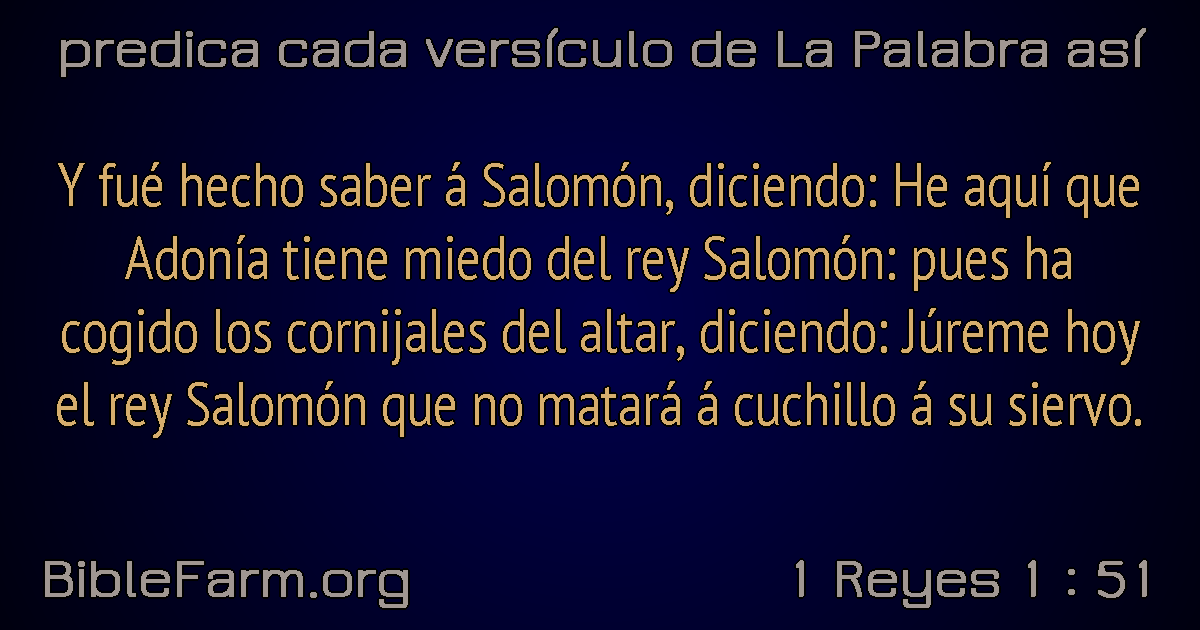 predica cada versículo de La Palabra así
Y fué hecho saber á Salomón, diciendo: He aquí que
Adonía tiene miedo del rey Salomón: pues ha
cogido los cornijales del altar, diciendo: Júreme hoy
el rey Salomón que no matará á cuchillo á su siervo.
BibleFarm.org
1 Reyes 1 : 51